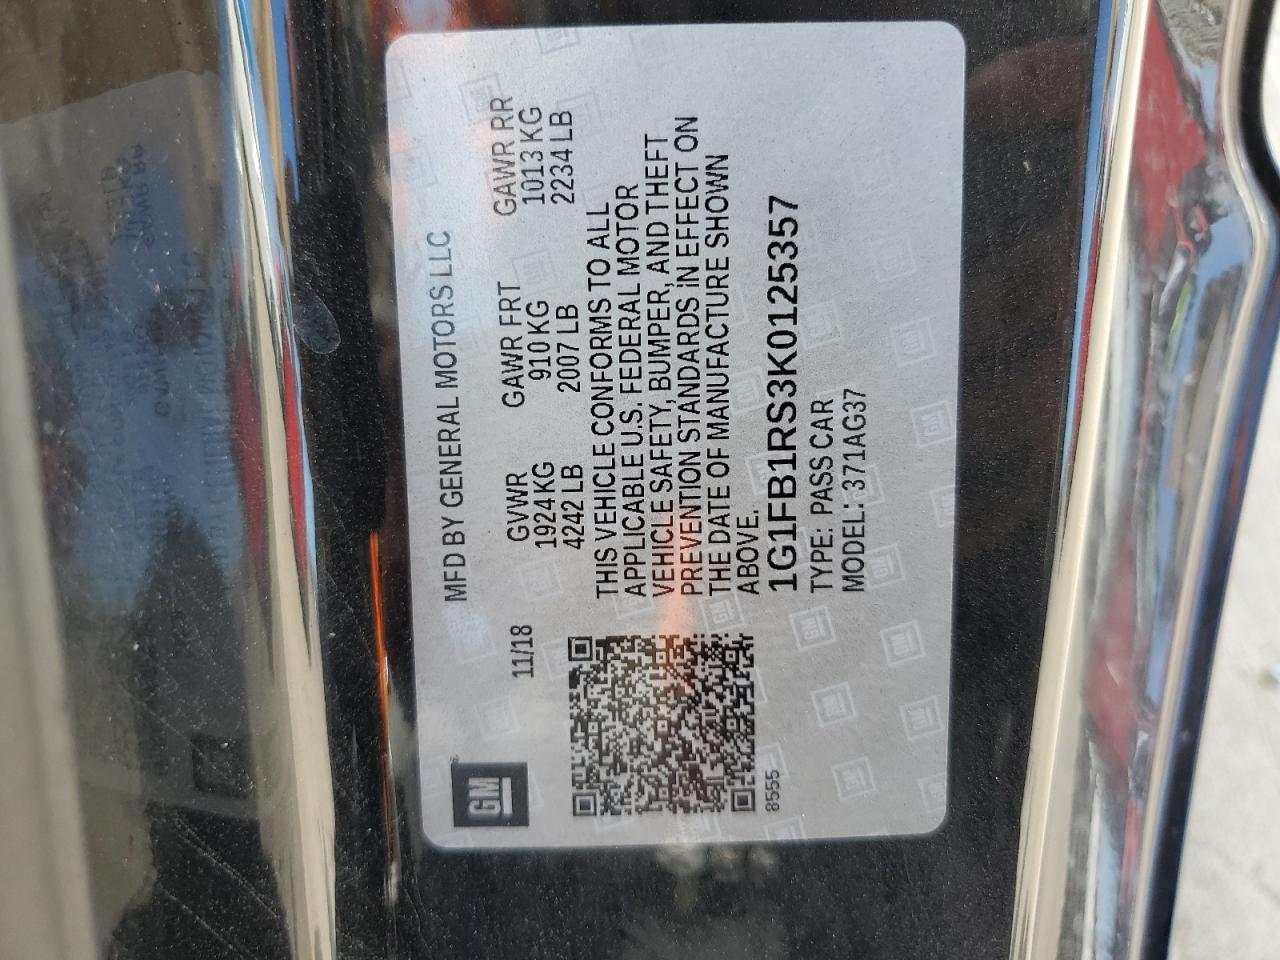 GM
MFD BY GENERAL MOTORS LLC
11/18
GVWR GAWR FRT GAWR RR
1924 KG 910 KG 1013 KG
4242 LB 2007 LB 2234 LB
THIS VEHICLE CONFORMS TO ALL
APPLICABLE U.S. FEDERAL MOTOR
VEHICLE SAFETY, BUMPER, AND THEFT
PREVENTION STANDARDS IN EFFECT ON
THE DATE OF MANUFACTURE SHOWN
ABOVE.
1G1FB1RS3K0125357
TYPE: PASS CAR
MODEL: 371AG37
8555